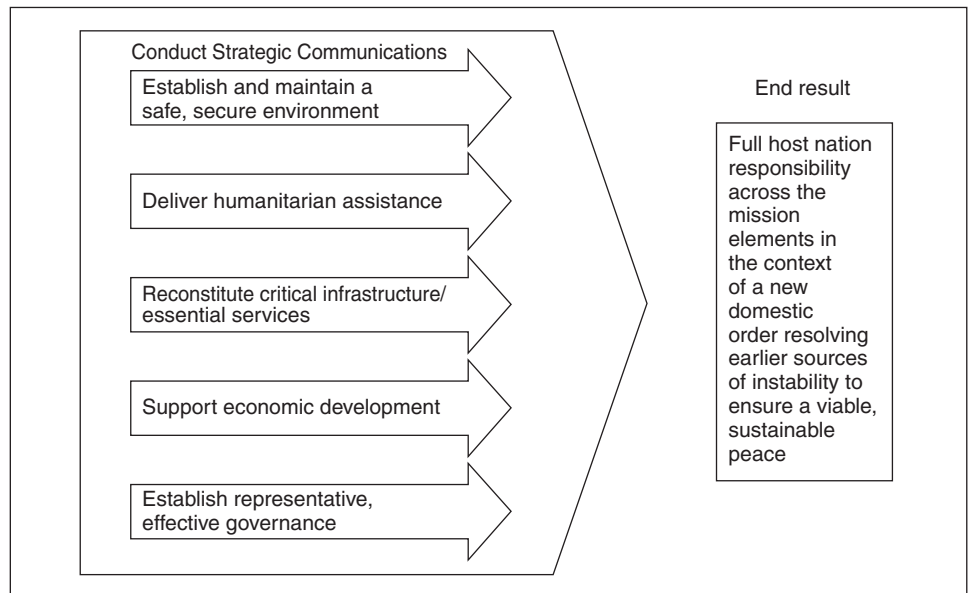 Conduct Strategic Communications
Establish and maintain a
safe, secure environment
Deliver humanitarian assistance
Reconstitute critical infrastructure/
essential services
Support economic development
Establish representative,
effective governance
End result
Full host nation
responsibility
across the
mission
elements in
the context
of a new
domestic
order resolving
earlier sources
of instability to
ensure a viable,
sustainable
peace